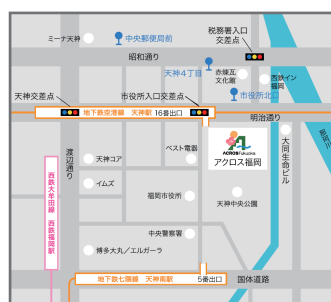 税務署入口
交差点
ミーナ天神
中央郵便局前
昭和通り
天神4丁目
赤煉瓦
文化館
西鉄イン
福岡
市役所北口
天神交差点
市役所入口交差点
地下鉄空港線 天神駅 16番出口
明治通り
渡辺通り
天神コア
ベスト電器
ACROS FUKUOKA
アクロス福岡
大同生命ビル
イムズ
福岡市役所
天神中央公園
西鉄大牟田線 西鉄福岡駅
中央警察署
博多大丸/エルガーラ
地下鉄七隈線 天神南駅
5番出口
国体道路